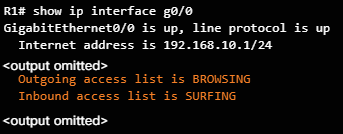 R1# show ip interface g0/0
GigabitEthernet0/0 is up, line protocol is up
Internet address is 192.168.10.1/24
<output omitted>
Outgoing access list is BROWSING
Inbound access list is SURFING
<output omitted>